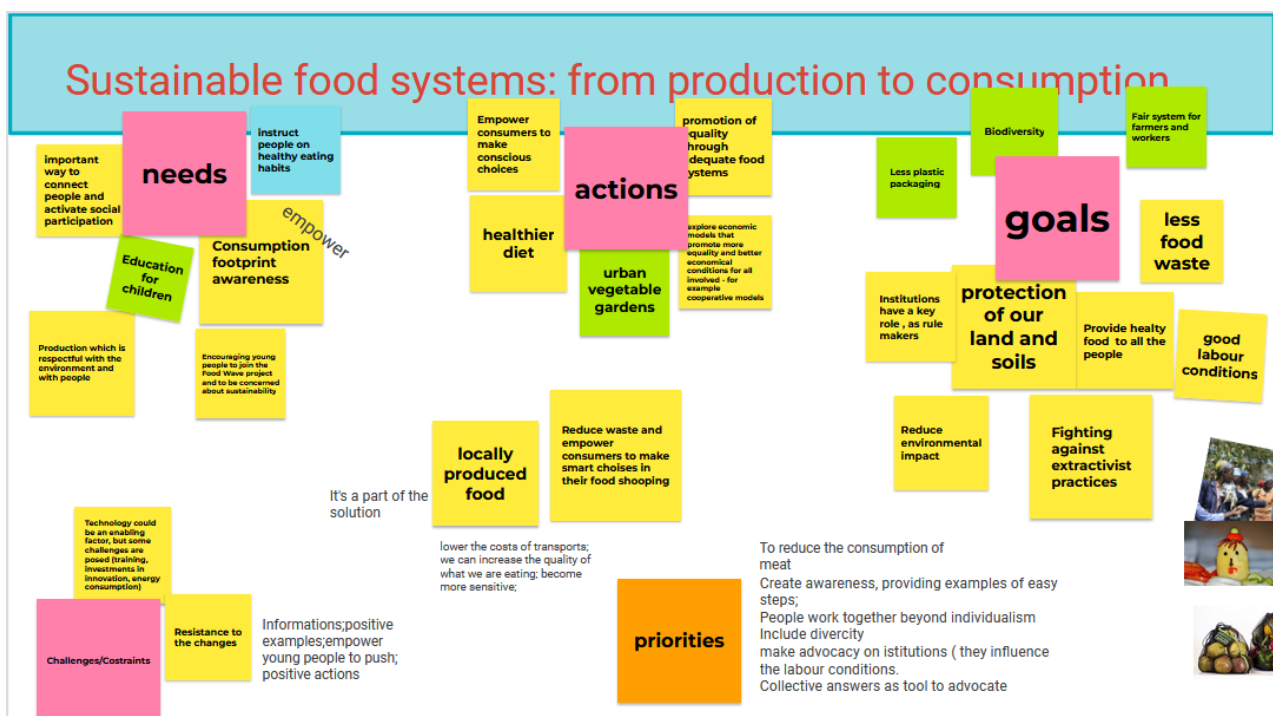 Sustainable food systems: from production to consumption
important
way to
connect
people and
activate social
participation
needs
instruct
people on
healthy eating
habits
empower
Education
for
children
Consumption
footprint
awareness
Production which is
respectful with the
environment and
with people
Encouraging young
people to join the
Food Wave project
and to be concerned
about sustainability
Empower
consumers to
make
conscious
choices
actions
promotion of
equality
through
adequate food
systems
healthier
diet
urban
vegetable
gardens
explore economic
models that
promote more
equality and better
economical
conditions for all
involved - for
example
cooperative models
Biodiversity
Fair system for
farmers and
workers
Less plastic
packaging
goals
less
food
waste
Institutions
have a key
role , as rule
makers
protection
of our
land and
soils
Provide healty
food to all the
people
good
labour
conditions
Reduce
environmental
impact
Fighting
against
extractivist
practices
locally
produced
food
Reduce waste and
empower
consumers to make
smart choises in
their food shooping
It's a part of the
solution
lower the costs of transports;
we can increase the quality of
what we are eating; become
more sensitive;
Technology could
be an enabling
factor, but some
challenges are
posed (training,
investments in
innovation, energy
consumption)
Challenges/Costraints
Resistance to
the changes
Informations;positive
examples;empower
young people to push;
positive actions
priorities
To reduce the consumption of
meat
Create awareness, providing examples of easy
steps;
People work together beyond individualism
Include divercity
make advocacy on istitutions ( they influence
the labour conditions.
Collective answers as tool to advocate